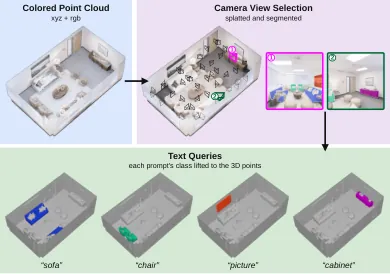 Colored Point Cloud
xyz + rgb
Camera View Selection
splatted and segmented
1
2
1
2
Text Queries
each prompt's class lifted to the 3D points
"sofa"
"chair"
"picture"
"cabinet"